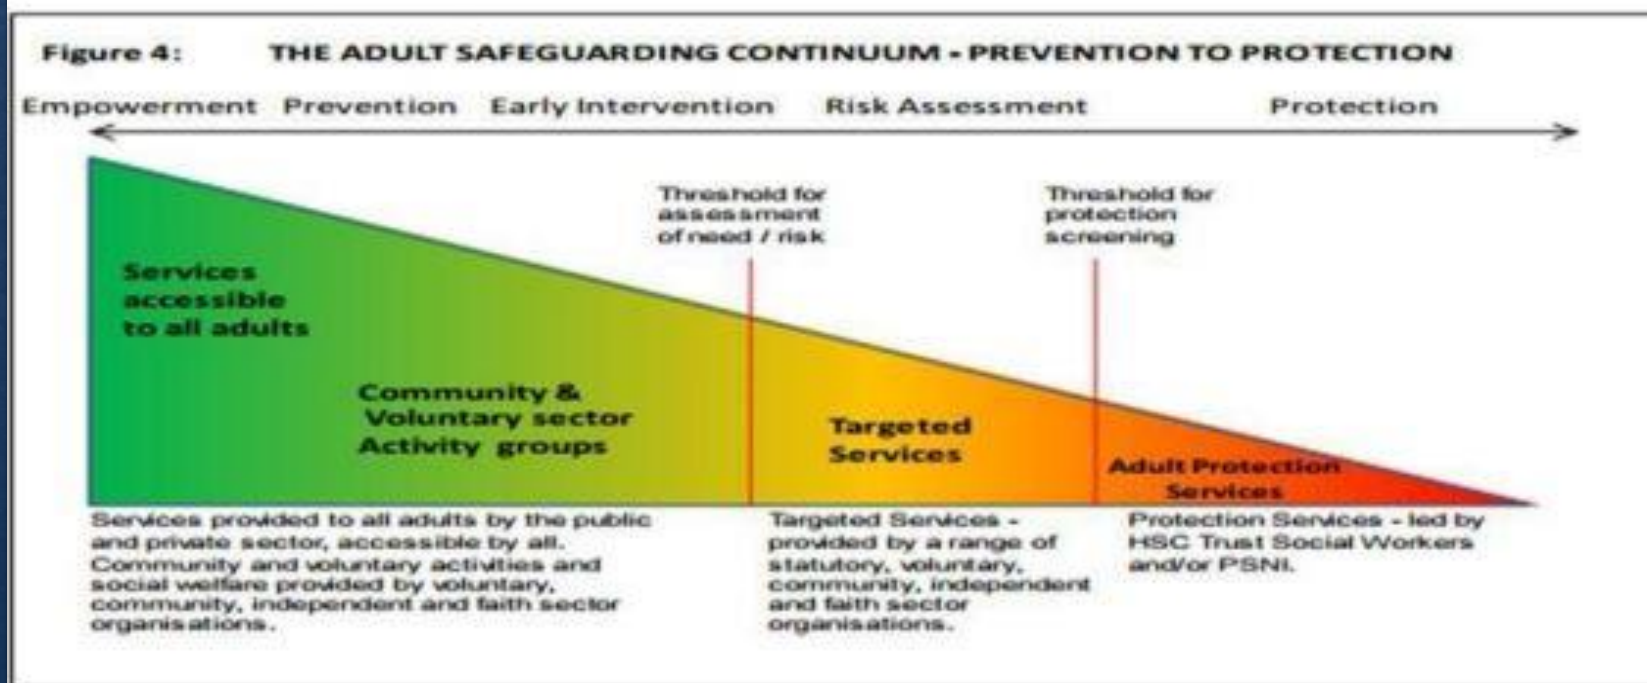 Figure 4: THE ADULT SAFEGUARDING CONTINUUM - PREVENTION TO PROTECTION
Empowerment Prevention Early Intervention Risk Assessment Protection
Threshold for
assessment
of need / risk
Threshold for
protection
screening
Services
accessible
to all adults
Community &
Voluntary sector
Activity groups
Targeted
Services
Adult Protection
Services
Services provided to all adults by the public
and private sector, accessible by all.
Community and voluntary activities and
social welfare provided by voluntary,
community, independent and faith sector
organisations.
Targeted Services -
provided by a range of
statutory, voluntary,
community, independent
and faith sector
organisations.
Protection Services - led by
HSC Trust Social Workers
and/or PSNI.